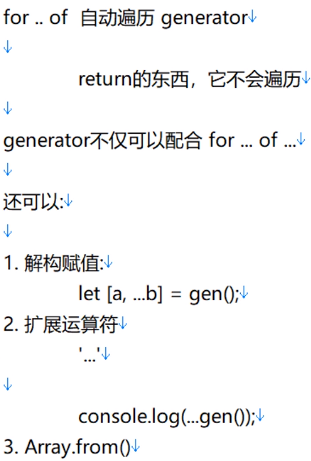 for .. of  自动遍历 generator↓
↓
return的东西，它不会遍历↓
↓
generator不仅可以配合 for ... of ...↓
↓
还可以:↓
↓
1. 解构赋值:↓
let [a, ...b] = gen();↓
2. 扩展运算符↓
'...'↓
↓
console.log(...gen());↓
3. Array.from()↓